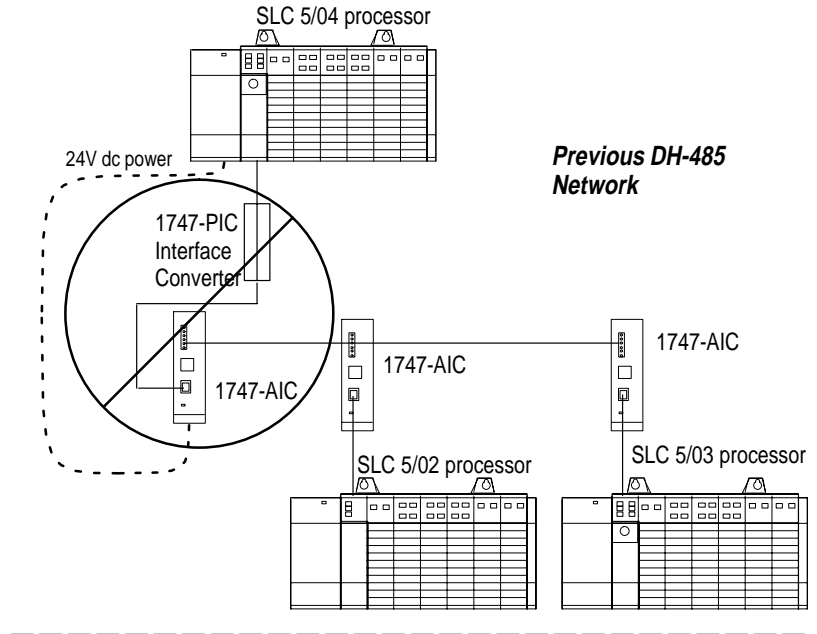 SLC 5/04 processor
24V dc power
Previous DH-485
Network
1747-PIC
Interface
Converter
1747-AIC
1747-AIC
1747-AIC
SLC 5/02 processor
SLC 5/03 processor